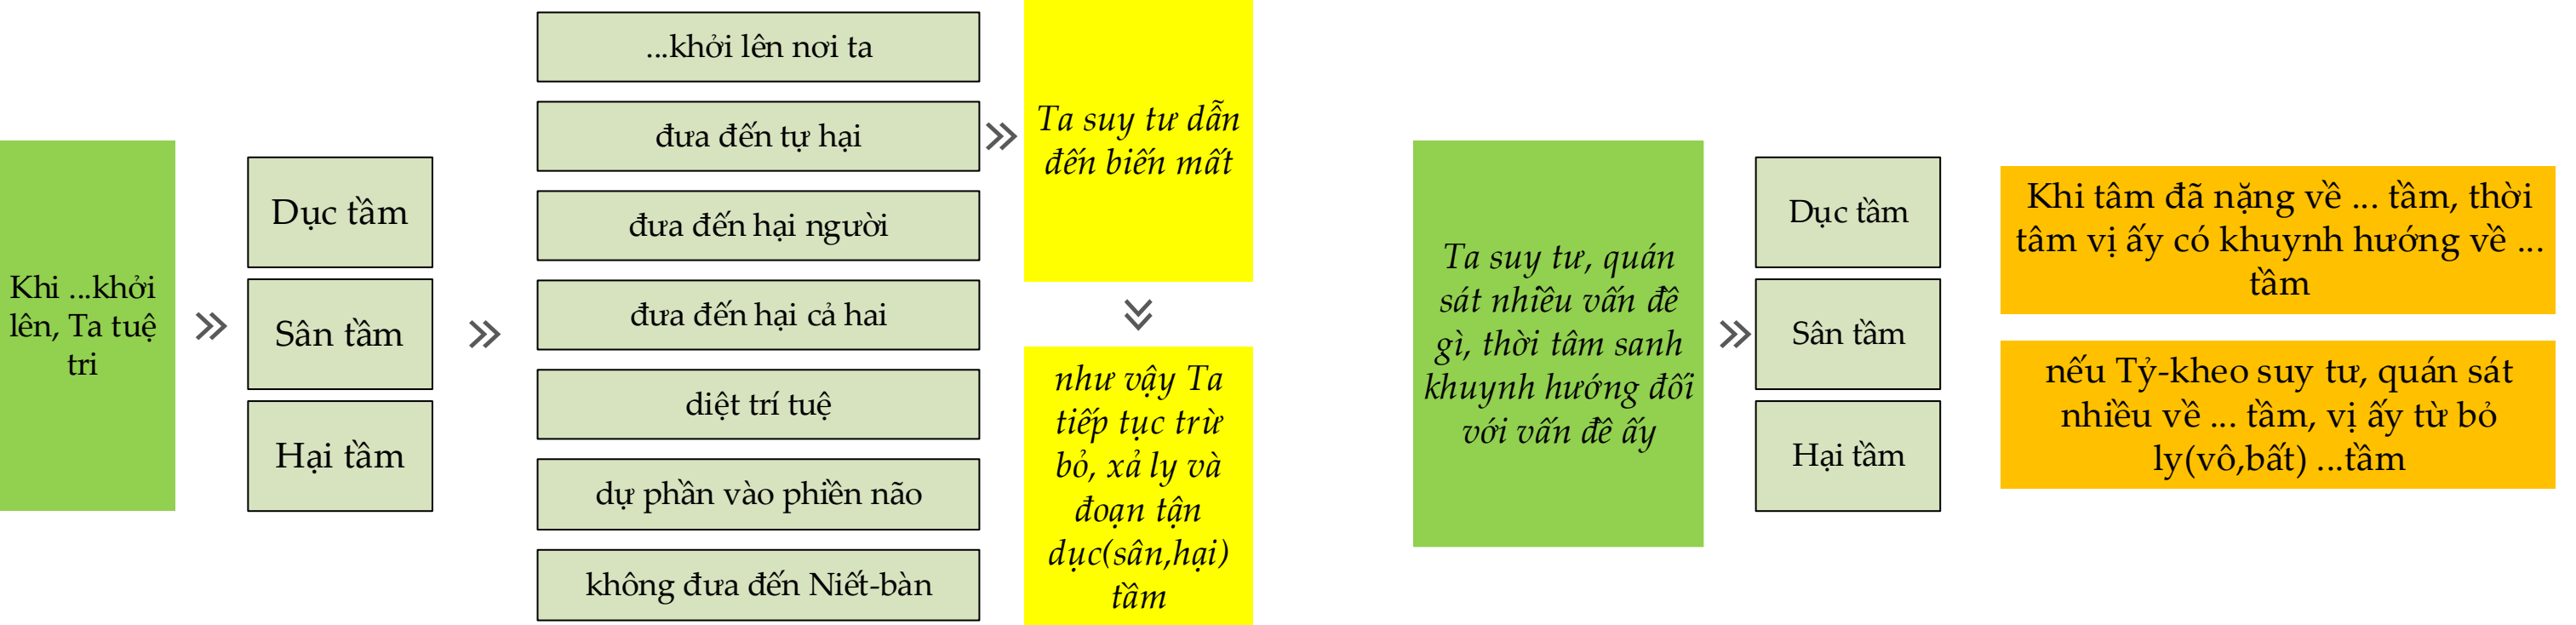 Khi ...khởi
lên, Ta tuệ
tri
Dục tầm
Sân tầm
Hại tầm
...khởi lên nơi ta
đưa đến tự hại
đưa đến hại người
đưa đến hại cả hai
diệt trí tuệ
dự phần vào phiền não
không đưa đến Niết-bàn
Ta suy tư dẫn
đến biến mất
như vậy Ta
tiếp tục trừ
bỏ, xả ly và
đoạn tận
dục(sân,hại)
tầm
Ta suy tư, quán
sát nhiều vấn đề
gì, thời tâm sanh
khuynh hướng đối
với vấn đề ấy
Dục tầm
Sân tầm
Hại tầm
Khi tâm đã nặng về ... tầm, thời
tâm vị ấy có khuynh hướng về ...
tầm
nếu Tỷ-kheo suy tư, quán sát
nhiều về ... tầm, vị ấy từ bỏ
ly(vô,bất) ...tầm